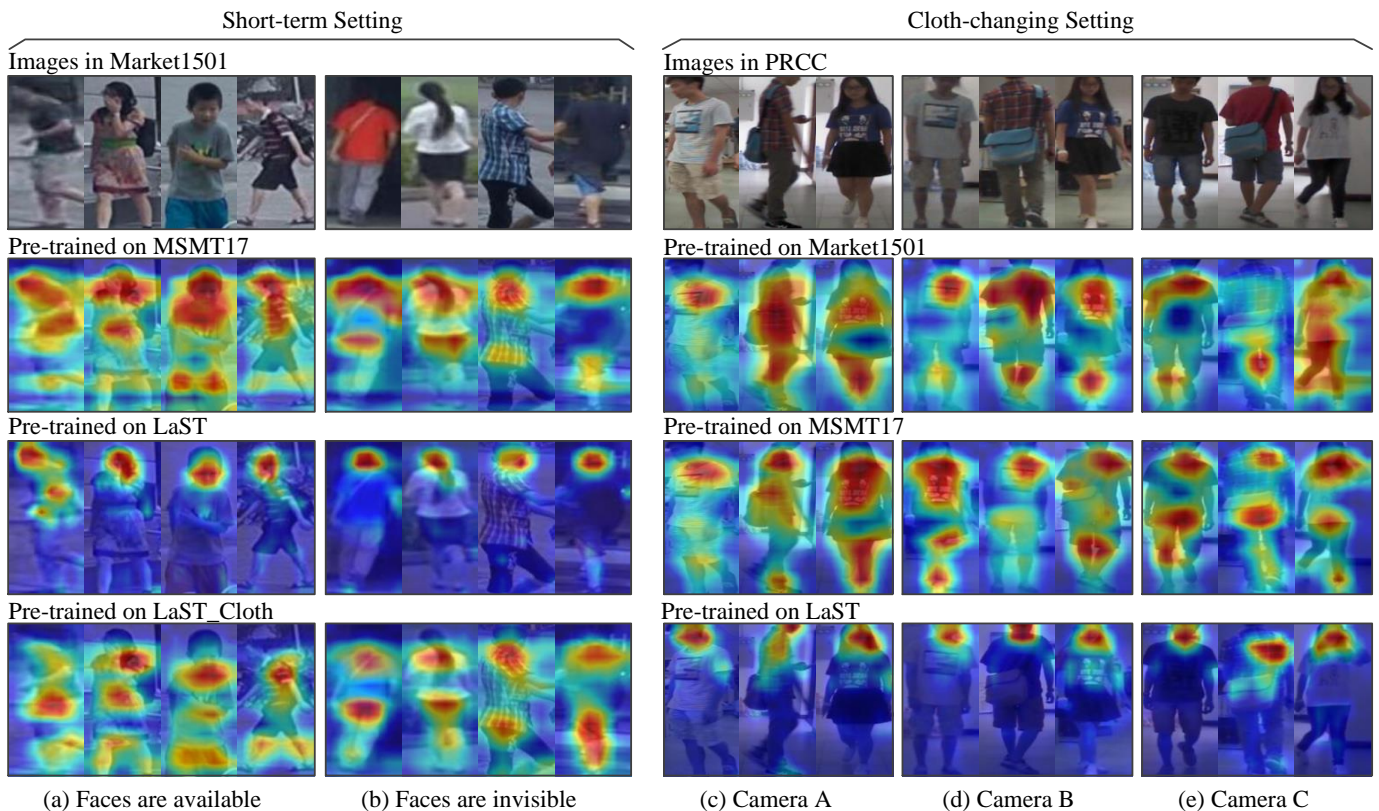 Short-term Setting
Cloth-changing Setting
Images in Market1501
Images in PRCC
Pre-trained on MSMT17
Pre-trained on Market1501
Pre-trained on LaST
Pre-trained on MSMT17
Pre-trained on LaST_Cloth
Pre-trained on LaST
(a) Faces are available
(b) Faces are invisible
(c) Camera A
(d) Camera B
(e) Camera C